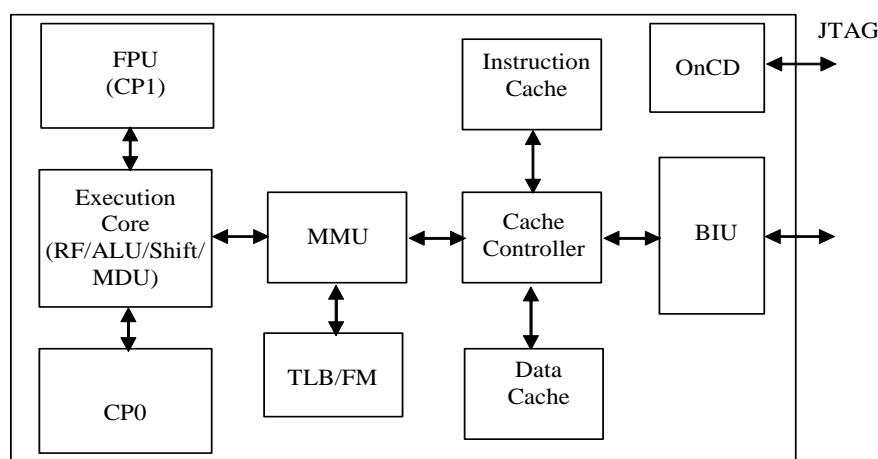 FPU
(CP1)
Instruction
Cache
OnCD
JTAG
Execution
Core
(RF/ALU/Shift/
MDU)
MMU
Cache
Controller
BIU
CP0
TLB/FM
Data
Cache